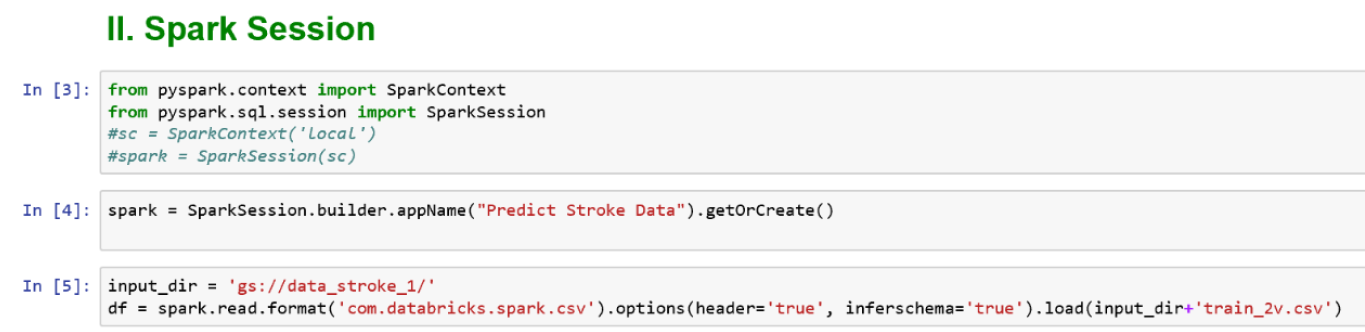 II. Spark Session
In [3]: from pyspark.context import SparkContext
from pyspark.sql.session import SparkSession
#sc = SparkContext('local')
#spark = SparkSession(sc)
In [4]: spark = SparkSession.builder.appName("Predict Stroke Data").getOrCreate()
In [5]: input_dir = 'gs://data_stroke_1/'
df = spark.read.format('com.databricks.spark.csv').options(header='true', inferschema='true').load(input_dir+'train_2v.csv')